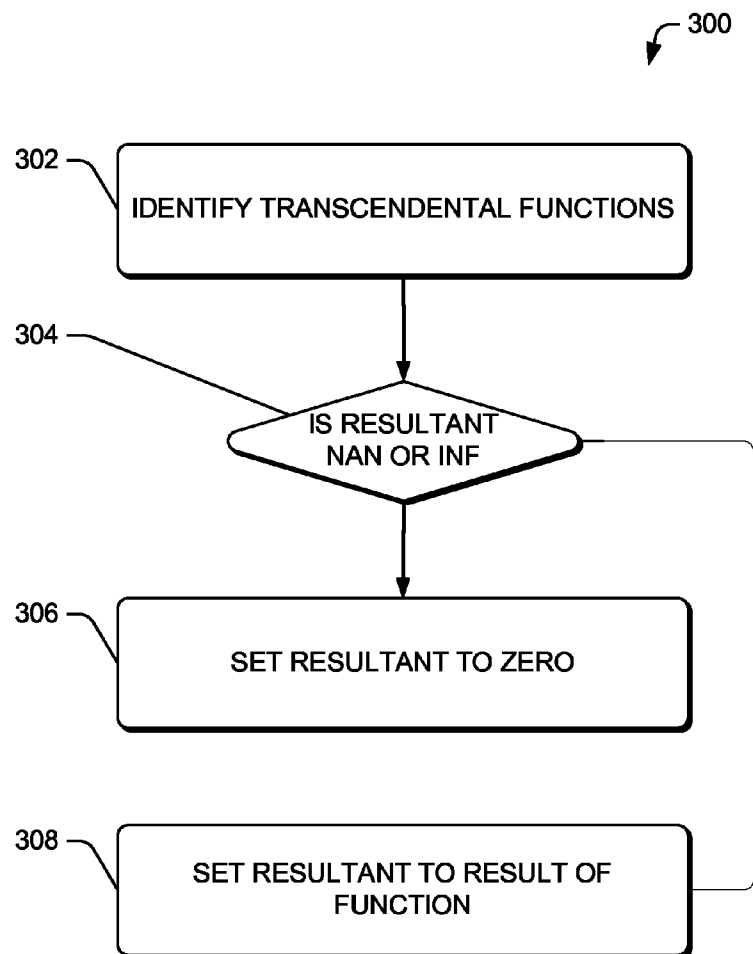 300
302
IDENTIFY TRANSCENDENTAL FUNCTIONS
304
IS RESULTANT
NAN OR INF
306
SET RESULTANT TO ZERO
308
SET RESULTANT TO RESULT OF
FUNCTION